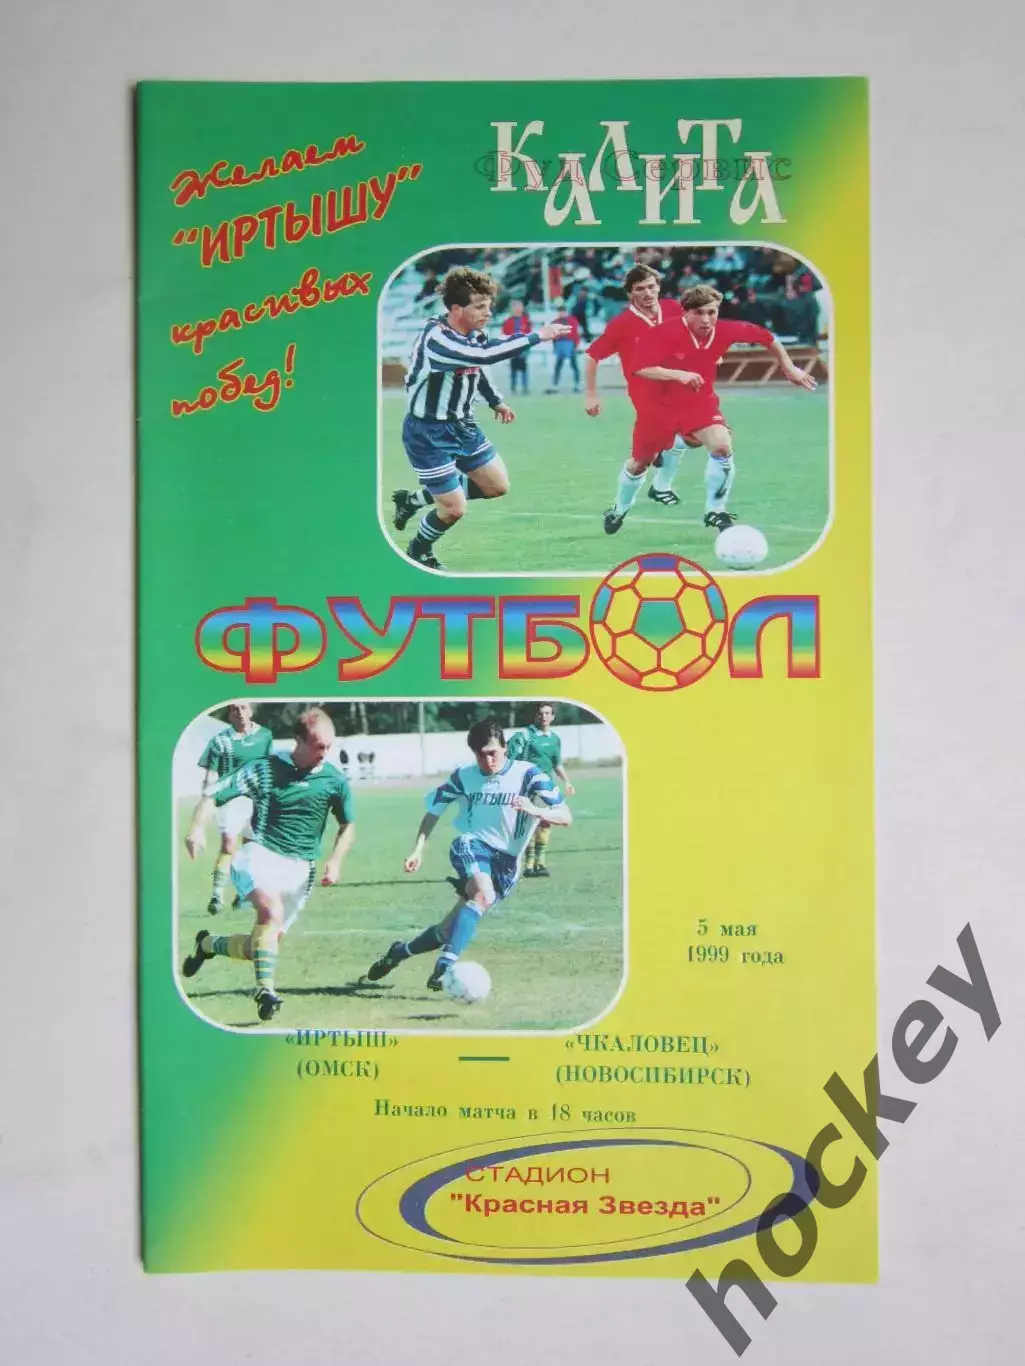 Желаем
"ИРТЫШУ"
красивых
побед!
КАЛИТА
Фуд Сервис
ФУТБОЛ
ИРТЫШ
5 мая
1999 года
«ИРТЫШ» — «ЧКАЛОВЕЦ»
(ОМСК) (НОВОСИБИРСК)
Начало матча в 18 часов
СТАДИОН
"Красная Звезда"
hockey